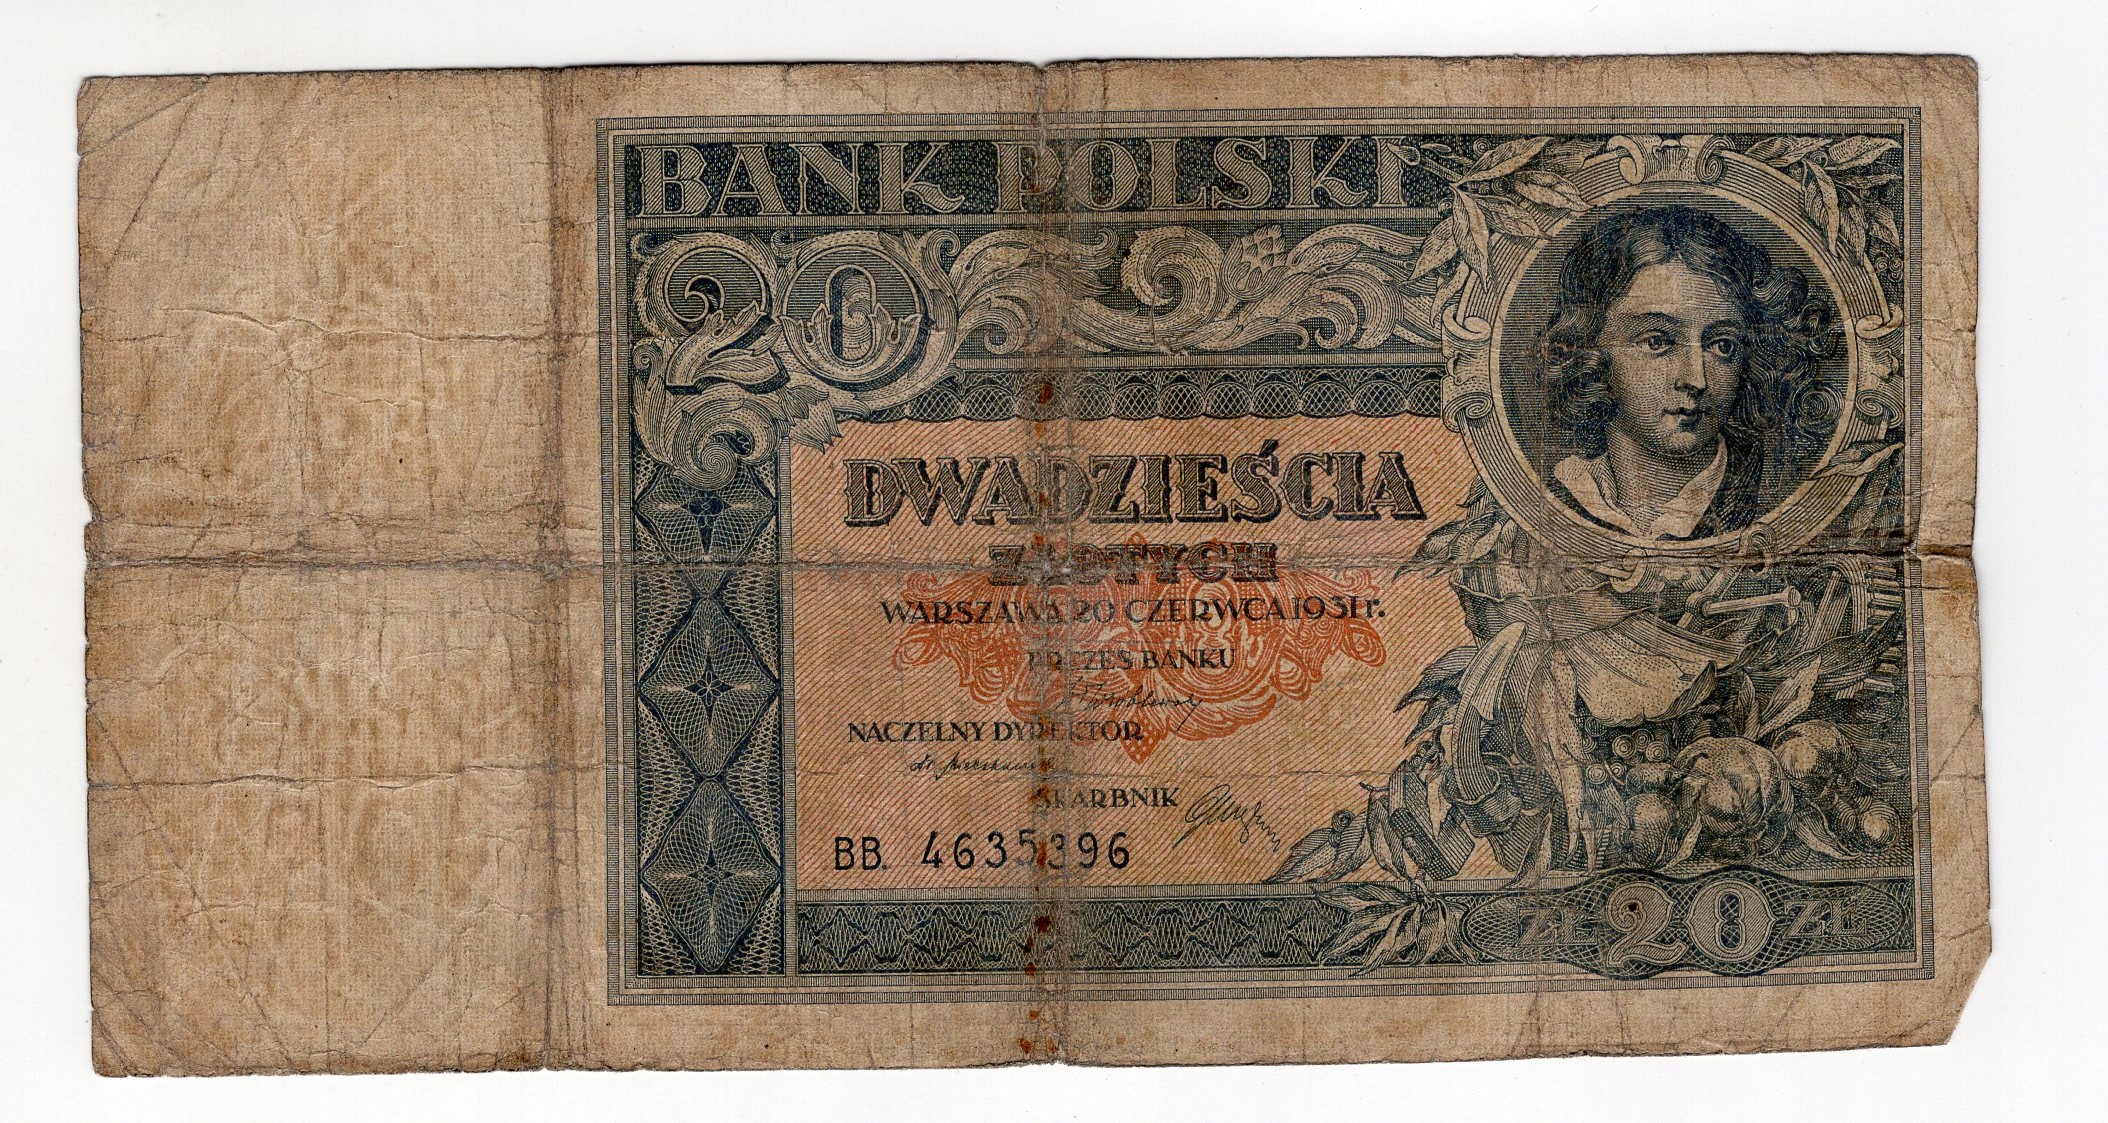 BANK POLSKI
20
DWADZIEŚCIA
ZŁOTYCH
WARSZAWA 20 CZERWCA 1931 r.
PREZES BANKU
NACZELNY DYREKTOR
SKARBNIK
BB. 4635396
ZŁ 20 ZŁ